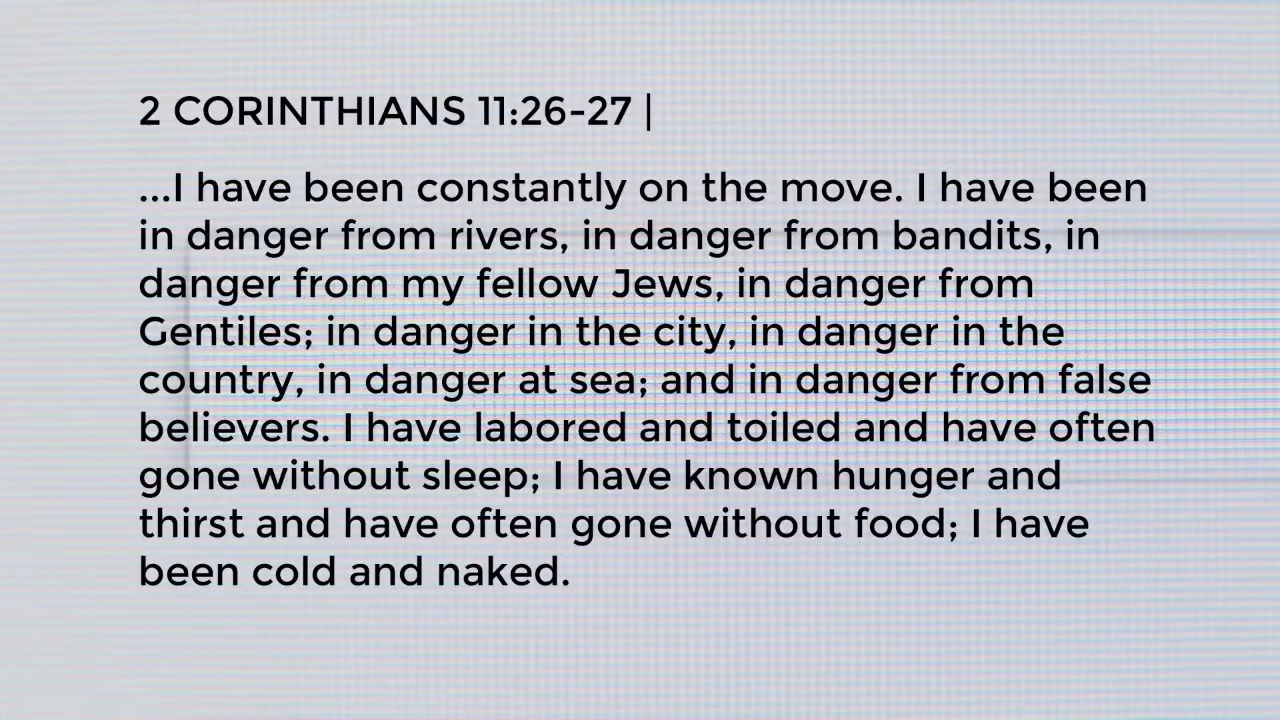 2 CORINTHIANS 11:26-27 |
...I have been constantly on the move. I have been
in danger from rivers, in danger from bandits, in
danger from my fellow Jews, in danger from
Gentiles; in danger in the city, in danger in the
country, in danger at sea; and in danger from false
believers. I have labored and toiled and have often
gone without sleep; I have known hunger and
thirst and have often gone without food; I have
been cold and naked.